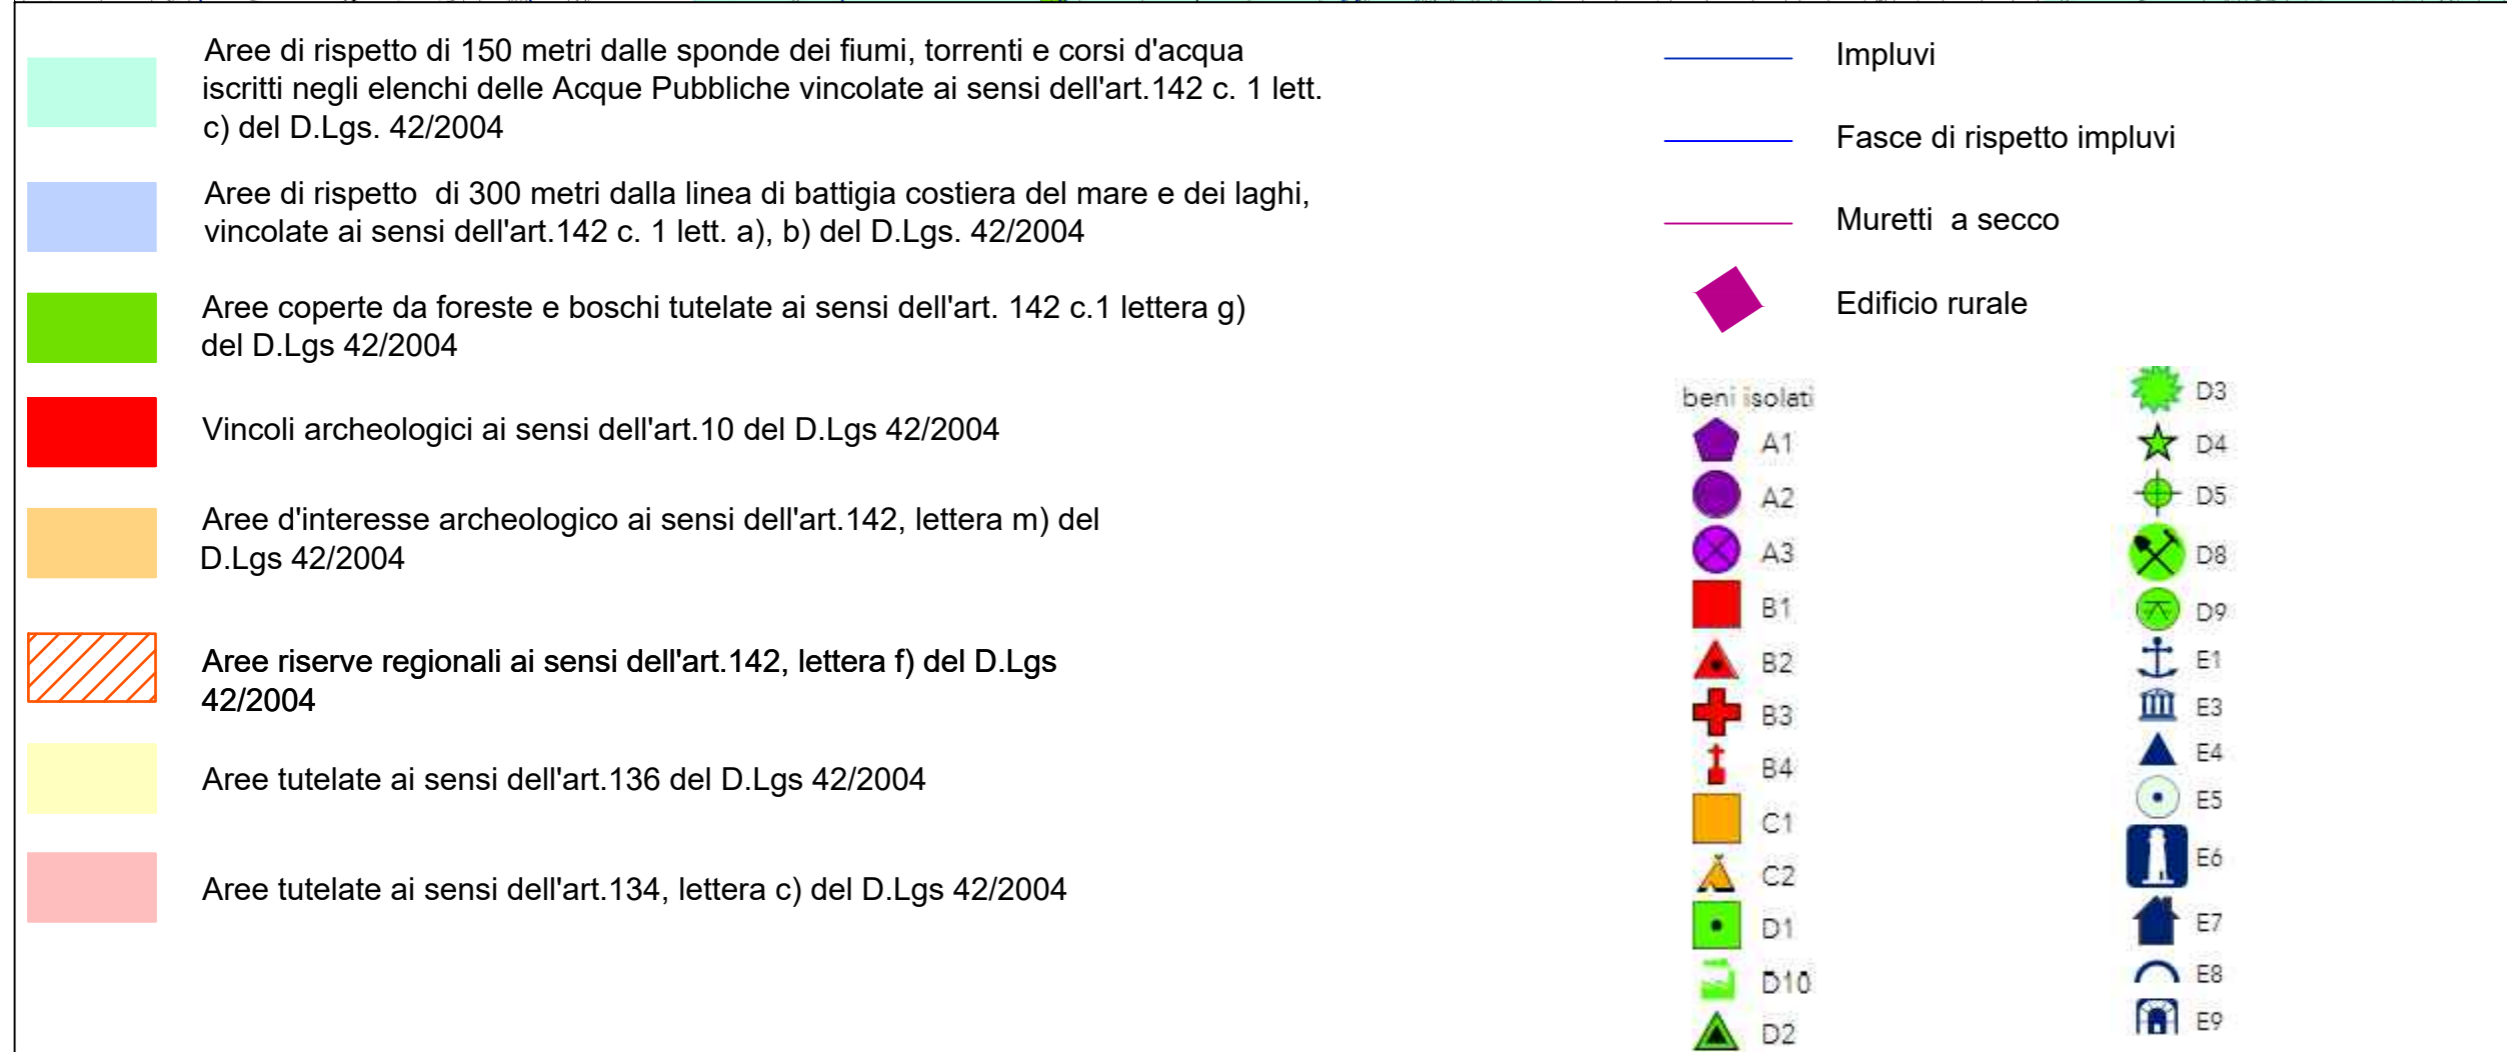 Aree di rispetto di 150 metri dalle sponde dei fiumi, torrenti e corsi d'acqua
iscritti negli elenchi delle Acque Pubbliche vincolate ai sensi dell'art.142 c. 1 lett.
c) del D.Lgs. 42/2004
Aree di rispetto  di 300 metri dalla linea di battigia costiera del mare e dei laghi,
vincolate ai sensi dell'art.142 c. 1 lett. a), b) del D.Lgs. 42/2004
Aree coperte da foreste e boschi tutelate ai sensi dell'art. 142 c.1 lettera g)
del D.Lgs 42/2004
Vincoli archeologici ai sensi dell'art.10 del D.Lgs 42/2004
Aree d'interesse archeologico ai sensi dell'art.142, lettera m) del
D.Lgs 42/2004
Aree riserve regionali ai sensi dell'art.142, lettera f) del D.Lgs
42/2004
Aree tutelate ai sensi dell'art.136 del D.Lgs 42/2004
Aree tutelate ai sensi dell'art.134, lettera c) del D.Lgs 42/2004
Impluvi
Fasce di rispetto impluvi
Muretti  a secco
Edificio rurale
beni isolati
A1
A2
A3
B1
B2
B3
B4
C1
C2
D1
D10
D2
D3
D4
D5
D8
D9
E1
E3
E4
E5
E6
E7
E8
E9